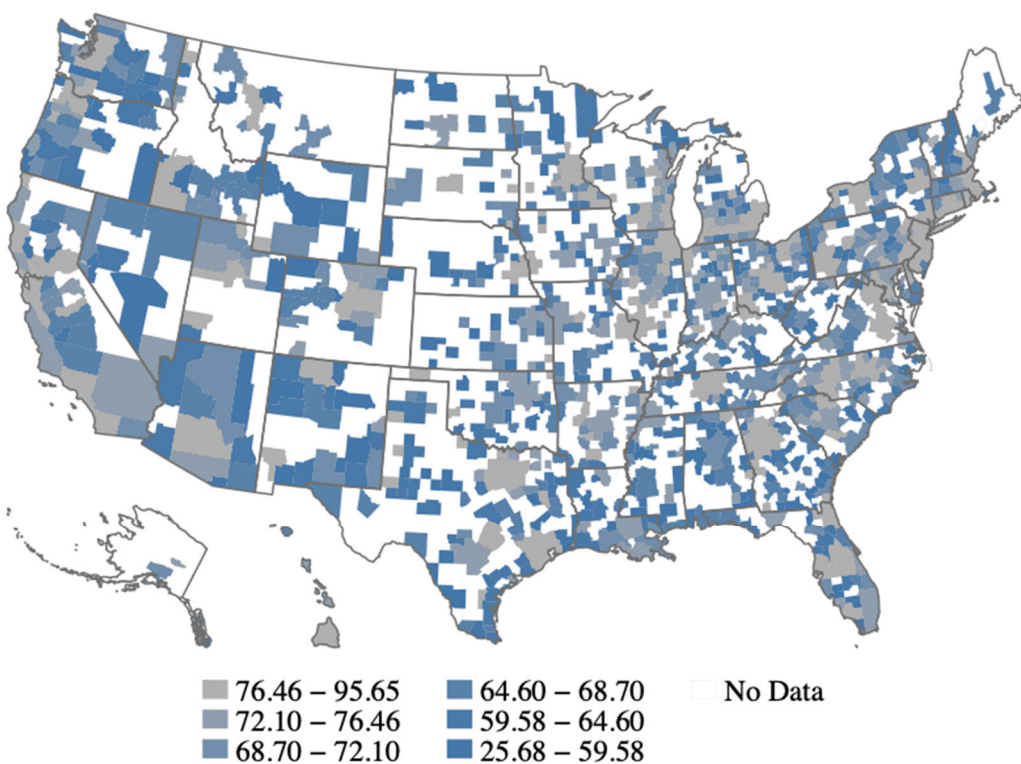 76.46 – 95.65
72.10 – 76.46
68.70 – 72.10
64.60 – 68.70
59.58 – 64.60
25.68 – 59.58
No Data